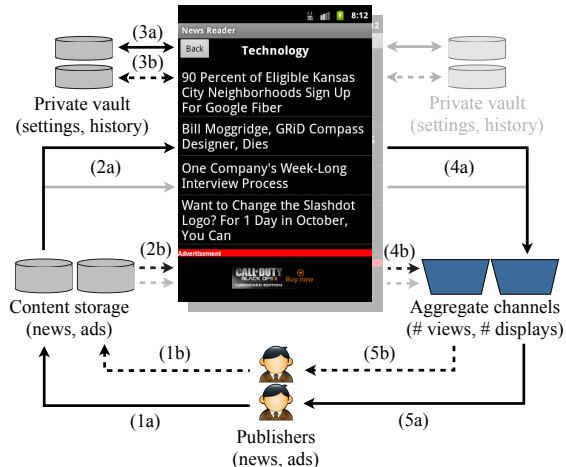 8:12
News Reader
Back
Technology
90 Percent of Eligible Kansas
City Neighborhoods Sign Up
For Google Fiber
Bill Moggridge, GRiD Compass
Designer, Dies
One Company's Week-Long
Interview Process
Want to Change the Slashdot
Logo? For 1 Day in October,
You Can
Advertisement
CALL OF DUTY
BLACK OPS II
HARDENED EDITION
Buy now
(3a)
(3b)
Private vault
(settings, history)
Private vault
(settings, history)
(2a)
(4a)
(2b)
(4b)
Content storage
(news, ads)
Aggregate channels
(# views, # displays)
(1b)
(5b)
(1a)
(5a)
Publishers
(news, ads)